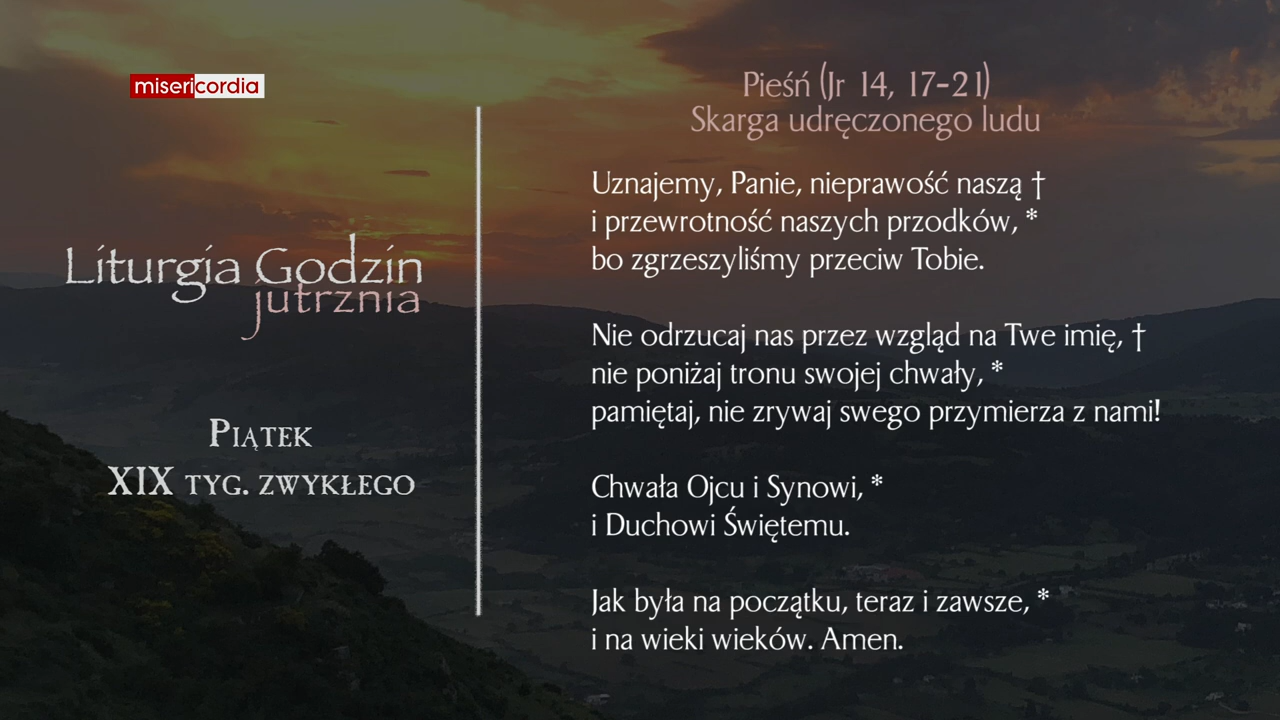 misericordia
Liturgia Godzin
jutrznia
Piątek
XIX tyg. zwykłego
Pieśń (Jr 14, 17-21)
Skarga udręczonego ludu
Uznajemy, Panie, nieprawość naszą †
i przewrotność naszych przodków, *
bo zgrzeszyliśmy przeciw Tobie.
Nie odrzucaj nas przez wzgląd na Twe imię, †
nie poniżaj tronu swojej chwały, *
pamiętaj, nie zrywaj swego przymierza z nami!
Chwała Ojcu i Synowi, *
i Duchowi Świętemu.
Jak była na początku, teraz i zawsze, *
i na wieki wieków. Amen.